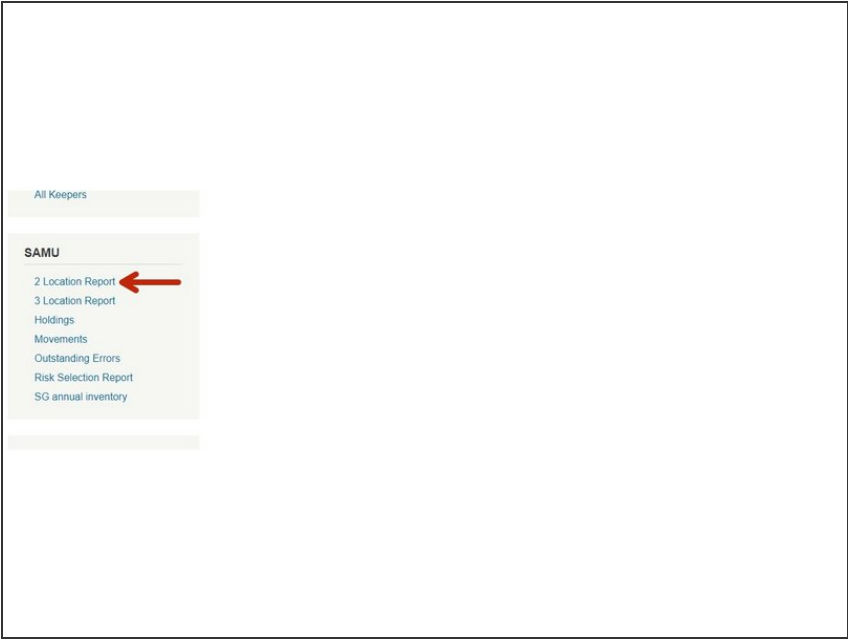 All Keepers
SAMU
2 Location Report
3 Location Report
Holdings
Movements
Outstanding Errors
Risk Selection Report
SG annual inventory